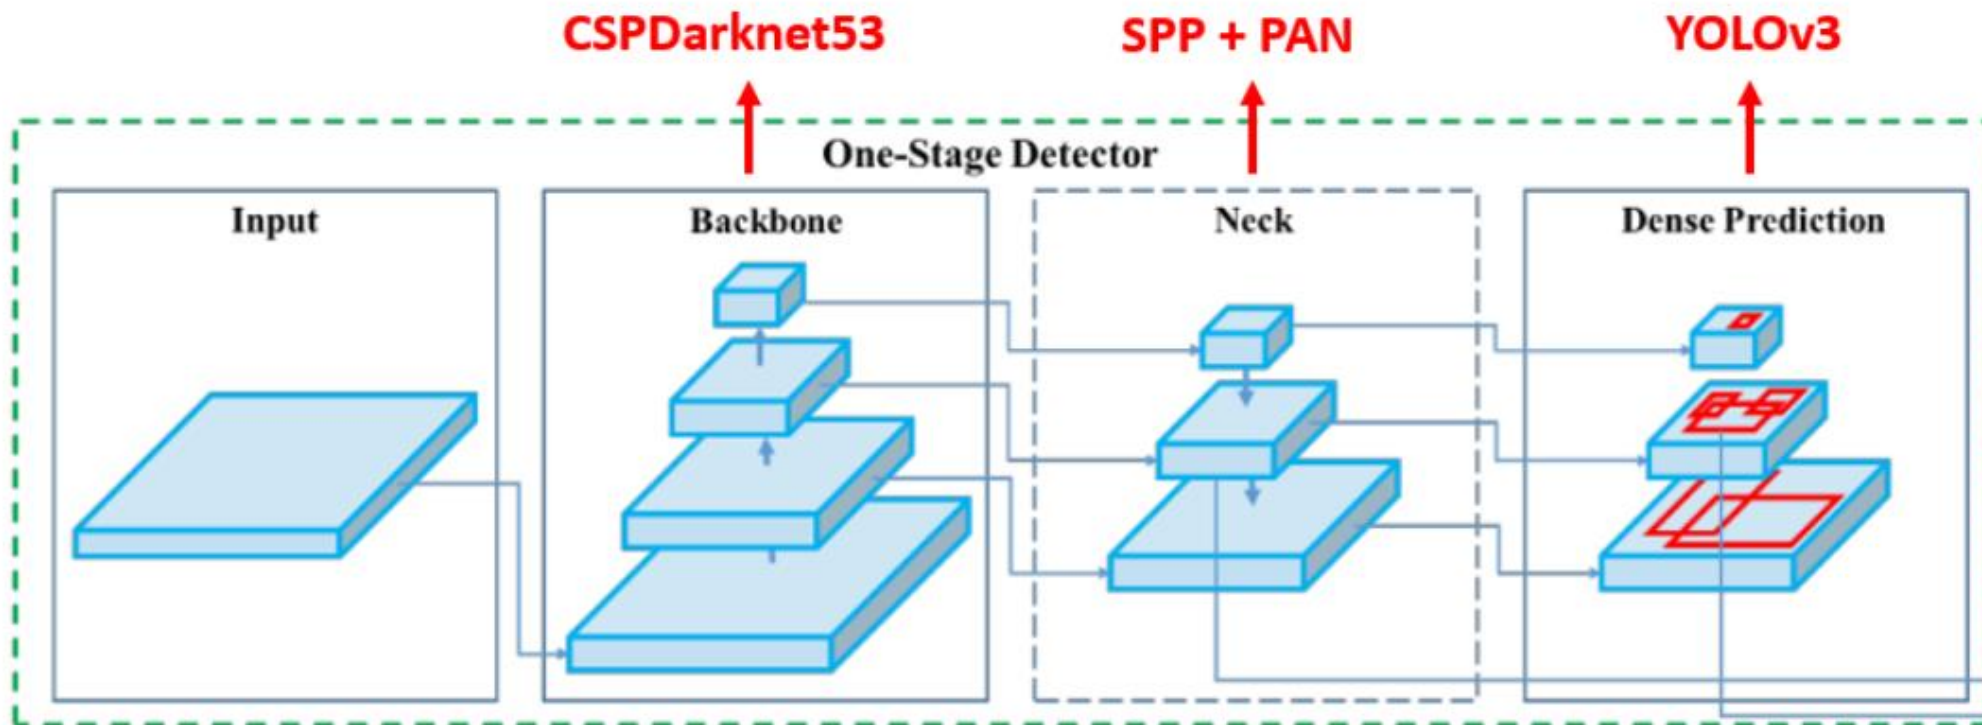 CSPDarknet53
SPP + PAN
YOLOv3
One-Stage Detector
Input
Backbone
Neck
Dense Prediction